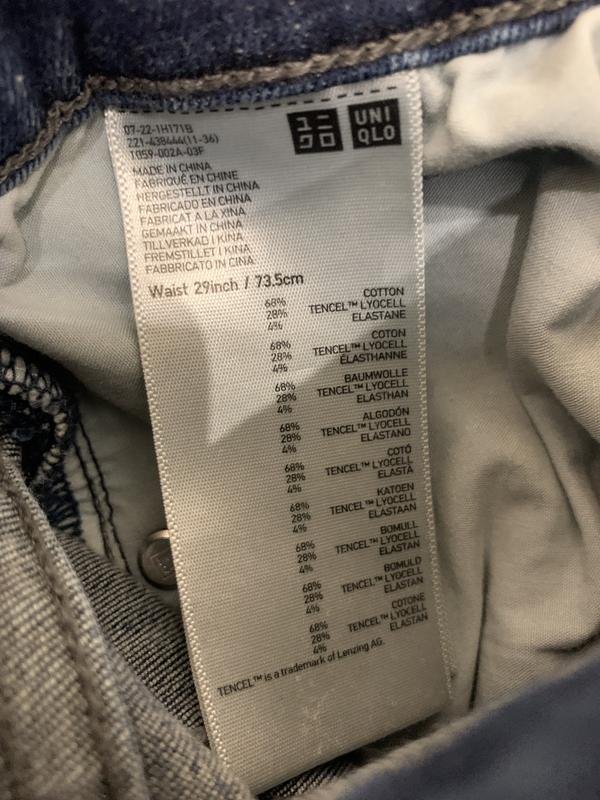 ユニ
クロ
UNI
QLO
07-22-1H171B
221-438444(11-36)
T059-002A-03F
MADE IN CHINA
FABRIQUÉ EN CHINE
HERGESTELLT IN CHINA
FABRICADO EN CHINA
FABRICAT A LA XINA
GEMAAKT IN CHINA
TILLVERKAD I KINA
FREMSTILLET I KINA
FABBRICATO IN CINA
Waist 29inch / 73.5cm
68% COTTON
28% TENCEL™ LYOCELL
4% ELASTANE
68% COTON
28% TENCEL™ LYOCELL
4% ÉLASTHANNE
68% BAUMWOLLE
28% TENCEL™ LYOCELL
4% ELASTHAN
68% ALGODÓN
28% TENCEL™ LYOCELL
4% ELASTANO
68% COTÓ
28% TENCEL™ LYOCELL
4% ELASTÀ
68% KATOEN
28% TENCEL™ LYOCELL
4% ELASTAAN
68% BOMULL
28% TENCEL™ LYOCELL
4% ELASTAN
68% BOMULD
28% TENCEL™ LYOCELL
4% ELASTAN
68% COTONE
28% TENCEL™ LYOCELL
4% ELASTAN
TENCEL™ is a trademark of Lenzing AG.